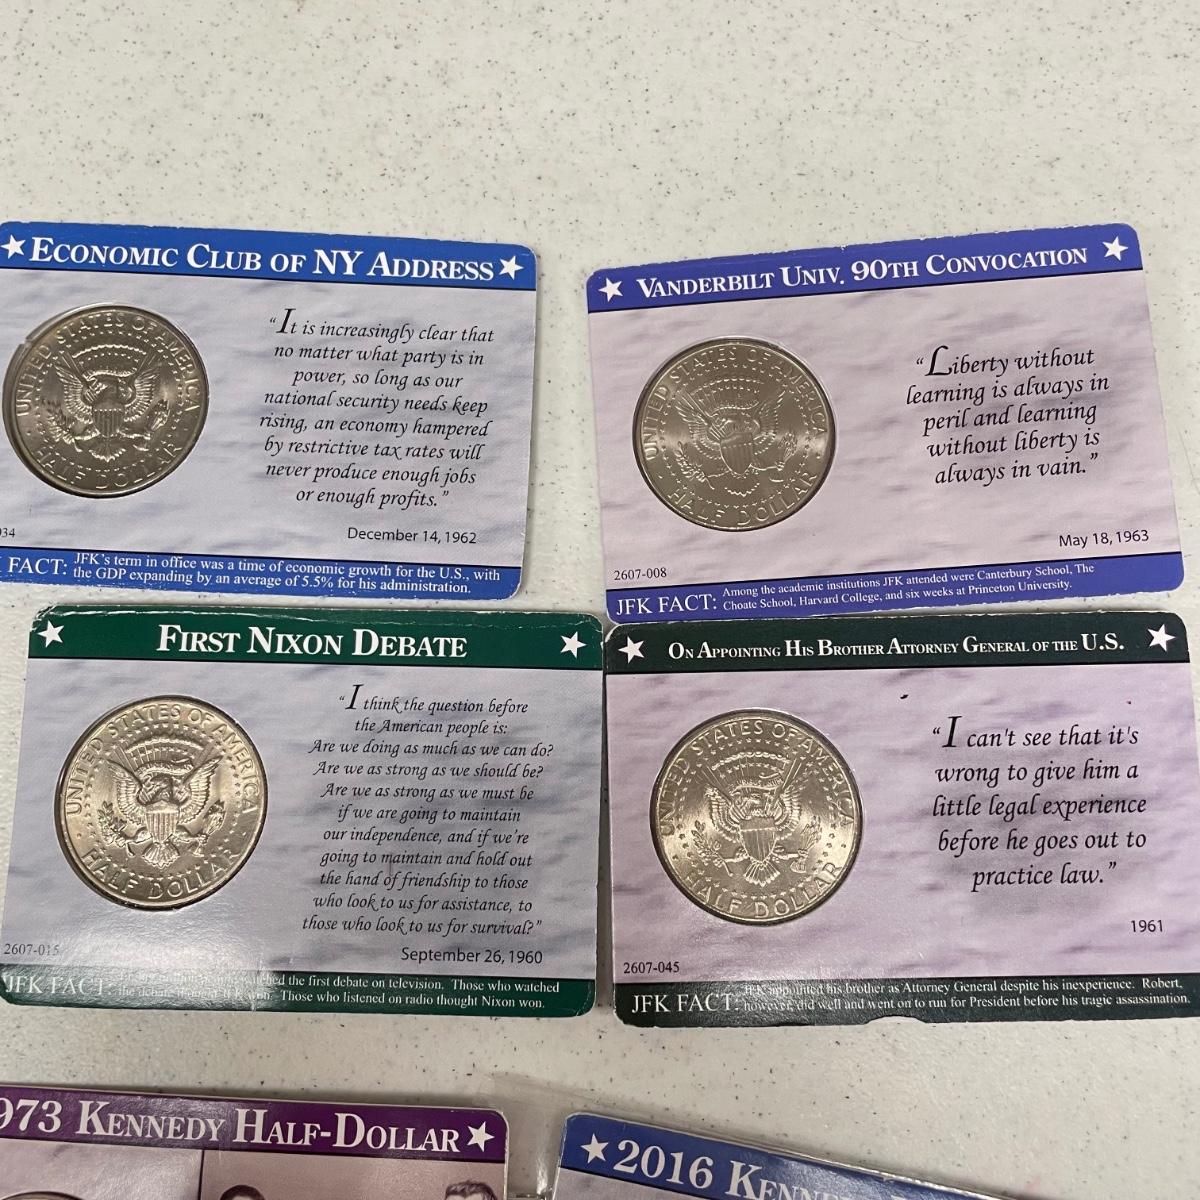 ECONOMIC CLUB OF NY ADDRESS
UNITED STATES OF AMERICA
HALF DOLLAR
"It is increasingly clear that
no matter what party is in
power, so long as our
national security needs keep
rising, an economy hampered
by restrictive tax rates will
never produce enough jobs
or enough profits."
December 14, 1962
034
FACT: JFK's term in office was a time of economic growth for the U.S., with
the GDP expanding by an average of 5.5% for his administration.
VANDERBILT UNIV. 90TH CONVOCATION
UNITED STATES OF AMERICA
HALF DOLLAR
"Liberty without
learning is always in
peril and learning
without liberty is
always in vain."
May 18, 1963
2607-008
JFK FACT: Among the academic institutions JFK attended were Canterbury School, The
Choate School, Harvard College, and six weeks at Princeton University.
FIRST NIXON DEBATE
UNITED STATES OF AMERICA
HALF DOLLAR
"I think the question before
the American people is:
Are we doing as much as we can do?
Are we as strong as we should be?
Are we as strong as we must be
if we are going to maintain
our independence, and if we're
going to maintain and hold out
the hand of friendship to those
who look to us for assistance, to
those who look to us for survival?"
September 26, 1960
2607-015
JFK FACT: the first debate on television. Those who watched
the debate thought JFK won. Those who listened on radio thought Nixon won.
ON APPOINTING HIS BROTHER ATTORNEY GENERAL OF THE U.S.
UNITED STATES OF AMERICA
HALF DOLLAR
"I can't see that it's
wrong to give him a
little legal experience
before he goes out to
practice law."
1961
2607-045
JFK FACT: JFK appointed his brother as Attorney General despite his inexperience. Robert,
however, did well and went on to run for President before his tragic assassination.
973 KENNEDY HALF-DOLLAR
2016